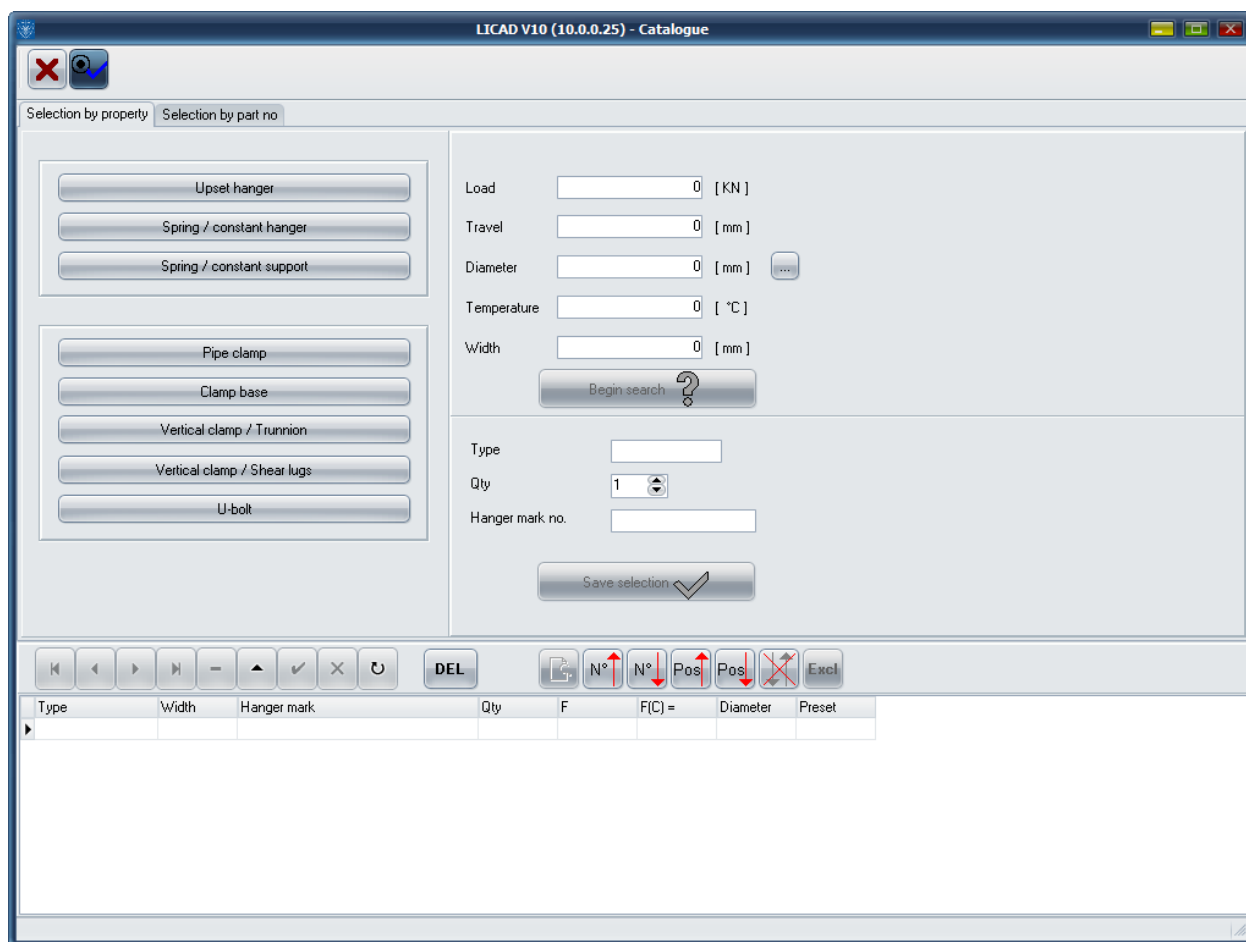 LICAD V10 (10.0.0.25) - Catalogue
Selection by property Selection by part no
Upset hanger
Spring / constant hanger
Spring / constant support
Pipe clamp
Clamp base
Vertical clamp / Trunnion
Vertical clamp / Shear lugs
U-bolt
Load 0 [ KN ]
Travel 0 [ mm ]
Diameter 0 [ mm ] ...
Temperature 0 [ °C ]
Width 0 [ mm ]
Begin search
Type
Qty 1
Hanger mark no.
Save selection
DEL N° N° Pos Pos Excl
Type Width Hanger mark Qty F F(C) = Diameter Preset